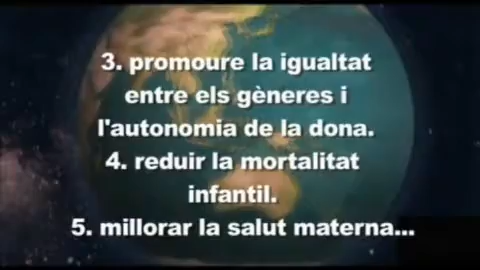 3. promoure la igualtat
entre els gèneres i
l'autonomia de la dona.
4. reduir la mortalitat
infantil.
5. millorar la salut materna...